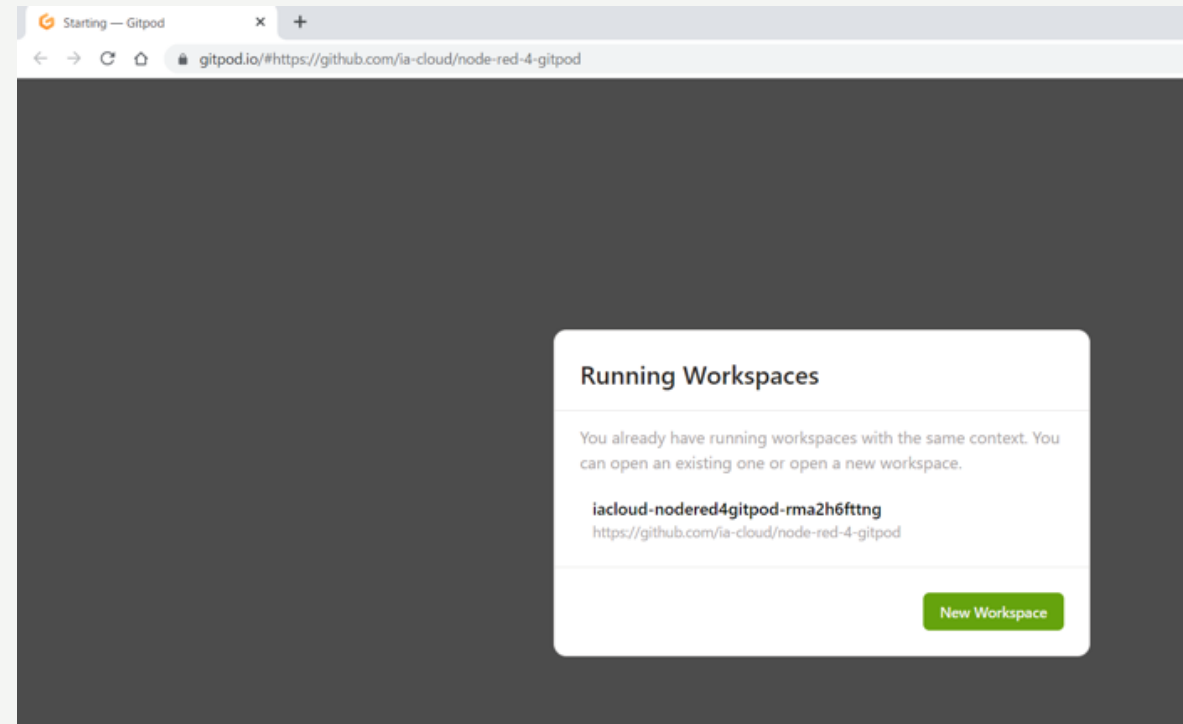 Starting — Gitpod
gitpod.io/#https://github.com/ia-cloud/node-red-4-gitpod
Running Workspaces
You already have running workspaces with the same context. You
can open an existing one or open a new workspace.
iacloud-nodered4gitpod-rma2h6fttng
https://github.com/ia-cloud/node-red-4-gitpod
New Workspace